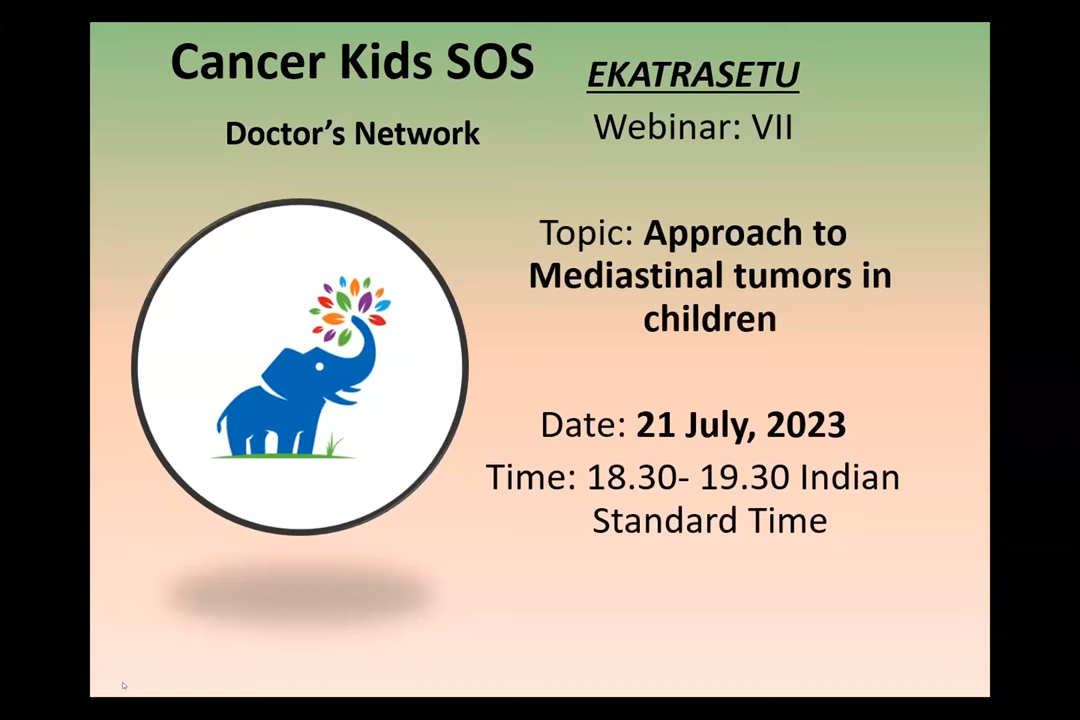 Cancer Kids SOS
Doctor’s Network
EKATRASETU
Webinar: VII
Topic: Approach to
Mediastinal tumors in
children
Date: 21 July, 2023
Time: 18.30- 19.30 Indian
Standard Time